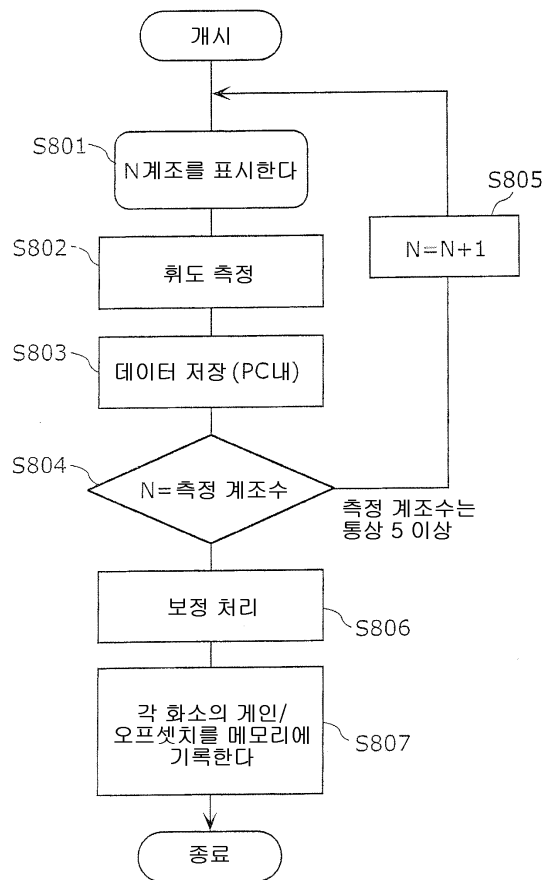 개시
S801
N계조를 표시한다
S805
N=N+1
S802
휘도 측정
S803
데이터 저장 (PC내)
S804
N=측정 계조수
측정 계조수는
통상 5 이상
보정 처리
S806
각 화소의 게인/
오프셋치를 메모리에
기록한다
S807
종료